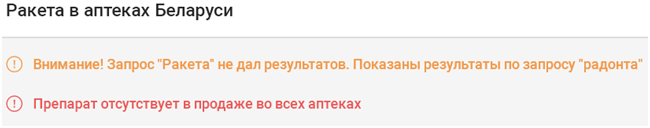 Ракета в аптеках Беларуси
Внимание! Запрос "Ракета" не дал результатов. Показаны результаты по запросу "радонта"
Препарат отсутствует в продаже во всех аптеках